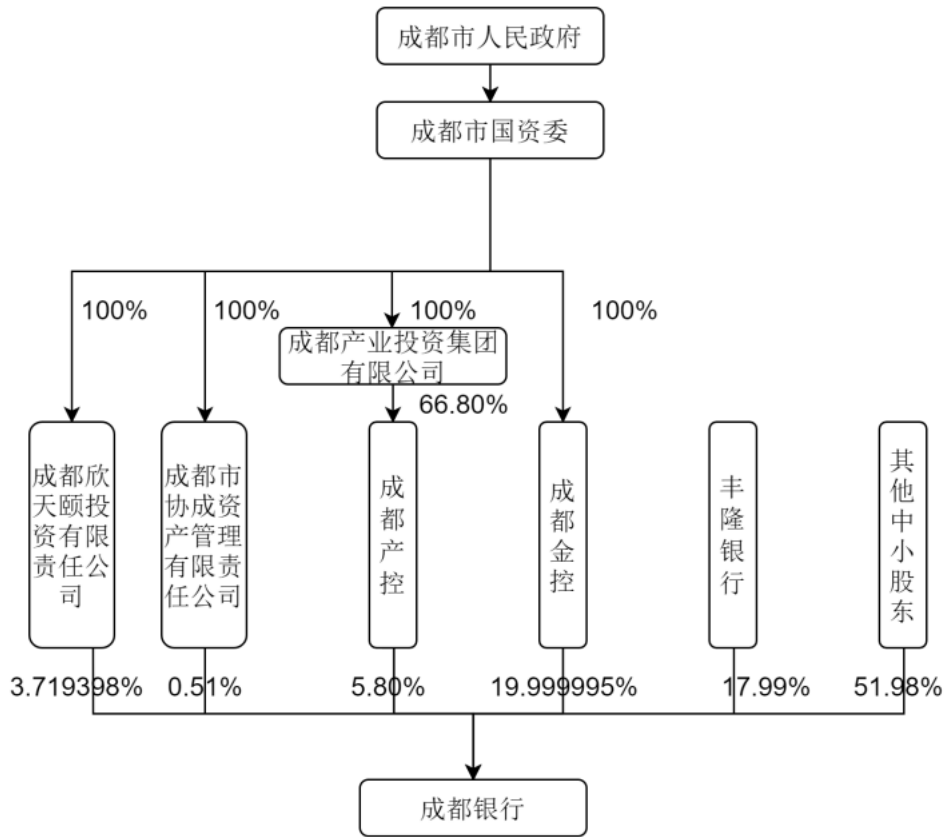 成都市人民政府
成都市国资委
100%
100%
100%
100%
成都产业投资集团
有限公司
66.80%
成都欣
天颐投
资有限
责任公
司
成都市
协成资
产管理
有限责
任公司
成都产控
成都金控
丰隆银行
其他中小股东
3.719398%
0.51%
5.80%
19.999995%
17.99%
51.98%
成都银行